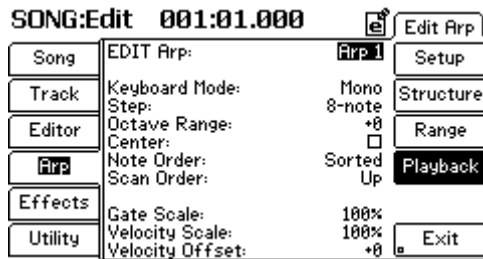 SONG:Edit 001:01.000 e Edit Arp
Song
Track
Editor
Arp
Effects
Utility
EDIT Arp: Arp 1
Keyboard Mode: Mono
Step: 8-note
Octave Range: +0
Center:
Note Order: Sorted
Scan Order: Up
Gate Scale: 100%
Velocity Scale: 100%
Velocity Offset: +0
Setup
Structure
Range
Playback
Exit